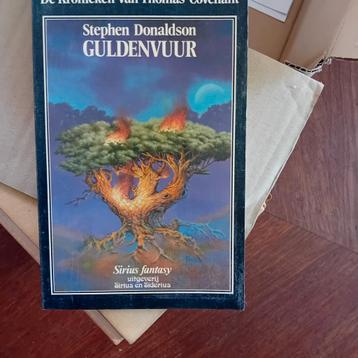 De Kronieken van Thomas Covenant
Stephen Donaldson
GULDENVUUR
Sirius fantasy
uitgeverij
Sirius en Siderius